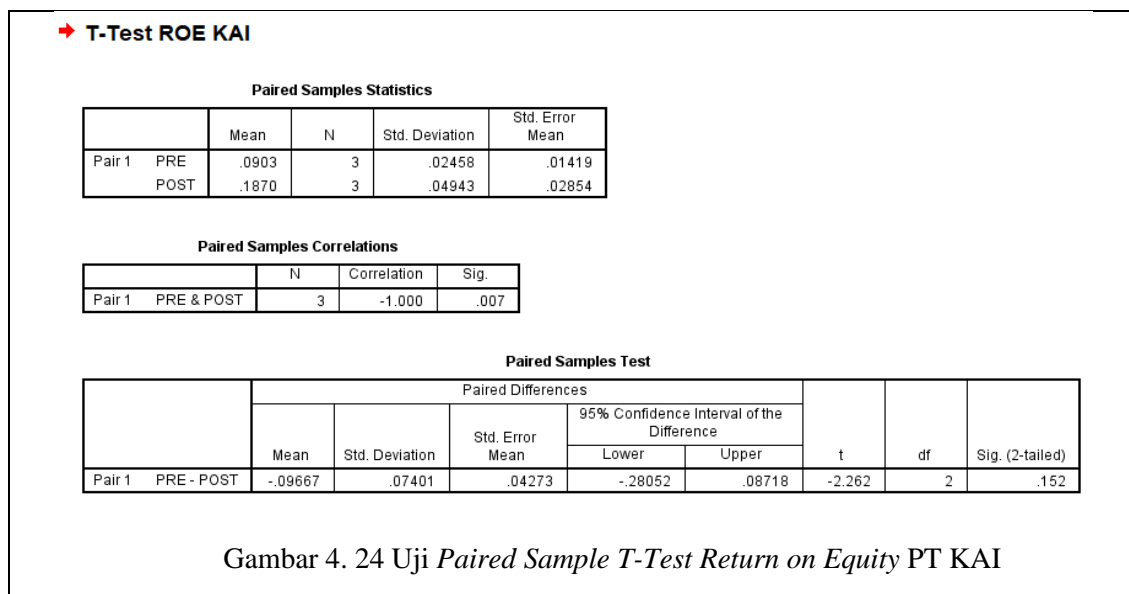 T-Test ROE KAI
Paired Samples Statistics
Mean N Std. Deviation Std. Error Mean
Pair 1 PRE .0903 3 .02458 .01419
POST .1870 3 .04943 .02854
Paired Samples Correlations
N Correlation Sig.
Pair 1 PRE & POST 3 -1.000 .007
Paired Samples Test
Paired Differences
95% Confidence Interval of the Difference
Mean Std. Deviation Std. Error Mean Lower Upper t df Sig. (2-tailed)
Pair 1 PRE - POST -.09667 .07401 .04273 -.28052 .08718 -2.262 2 .152
Gambar 4. 24 Uji Paired Sample T-Test Return on Equity PT KAI